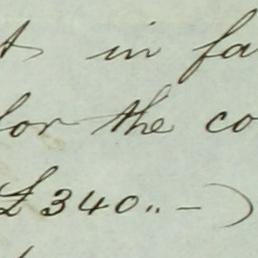 t in fa
for the co
£340.. – )